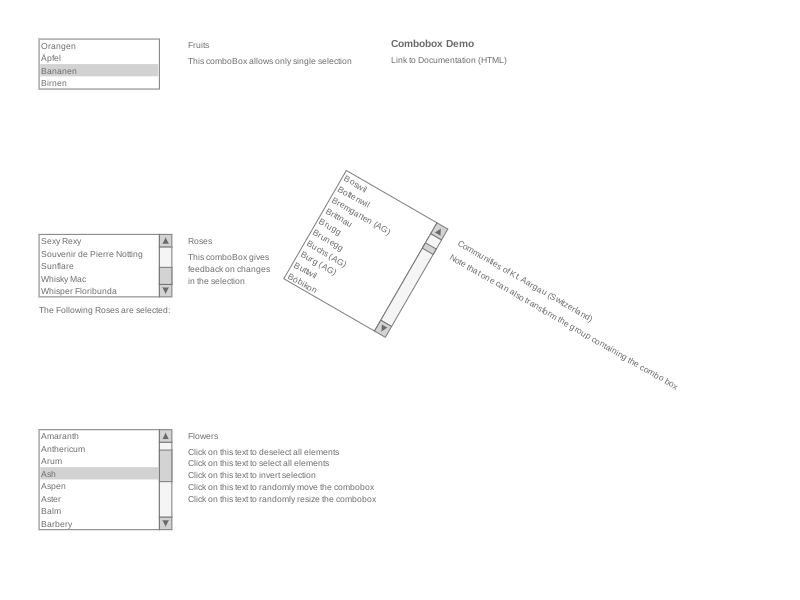 Orangen
Äpfel
Bananen
Birnen
Fruits
This comboBox allows only single selection
Combobox Demo
Link to Documentation (HTML)
Boswil
Bottenwil
Bremgarten (AG)
Brittnau
Brugg
Brunegg
Buchs (AG)
Burg (AG)
Buttwil
Böbikon
Communities of Kt. Aargau (Switzerland)
Note that one can also transform the group containing the combo box
Sexy Rexy
Souvenir de Pierre Notting
Sunflare
Whisky Mac
Whisper Floribunda
Roses
This comboBox gives
feedback on changes
in the selection
The Following Roses are selected:
Amaranth
Anthericum
Arum
Ash
Aspen
Aster
Balm
Barbery
Flowers
Click on this text to deselect all elements
Click on this text to select all elements
Click on this text to invert selection
Click on this text to randomly move the combobox
Click on this text to randomly resize the combobox